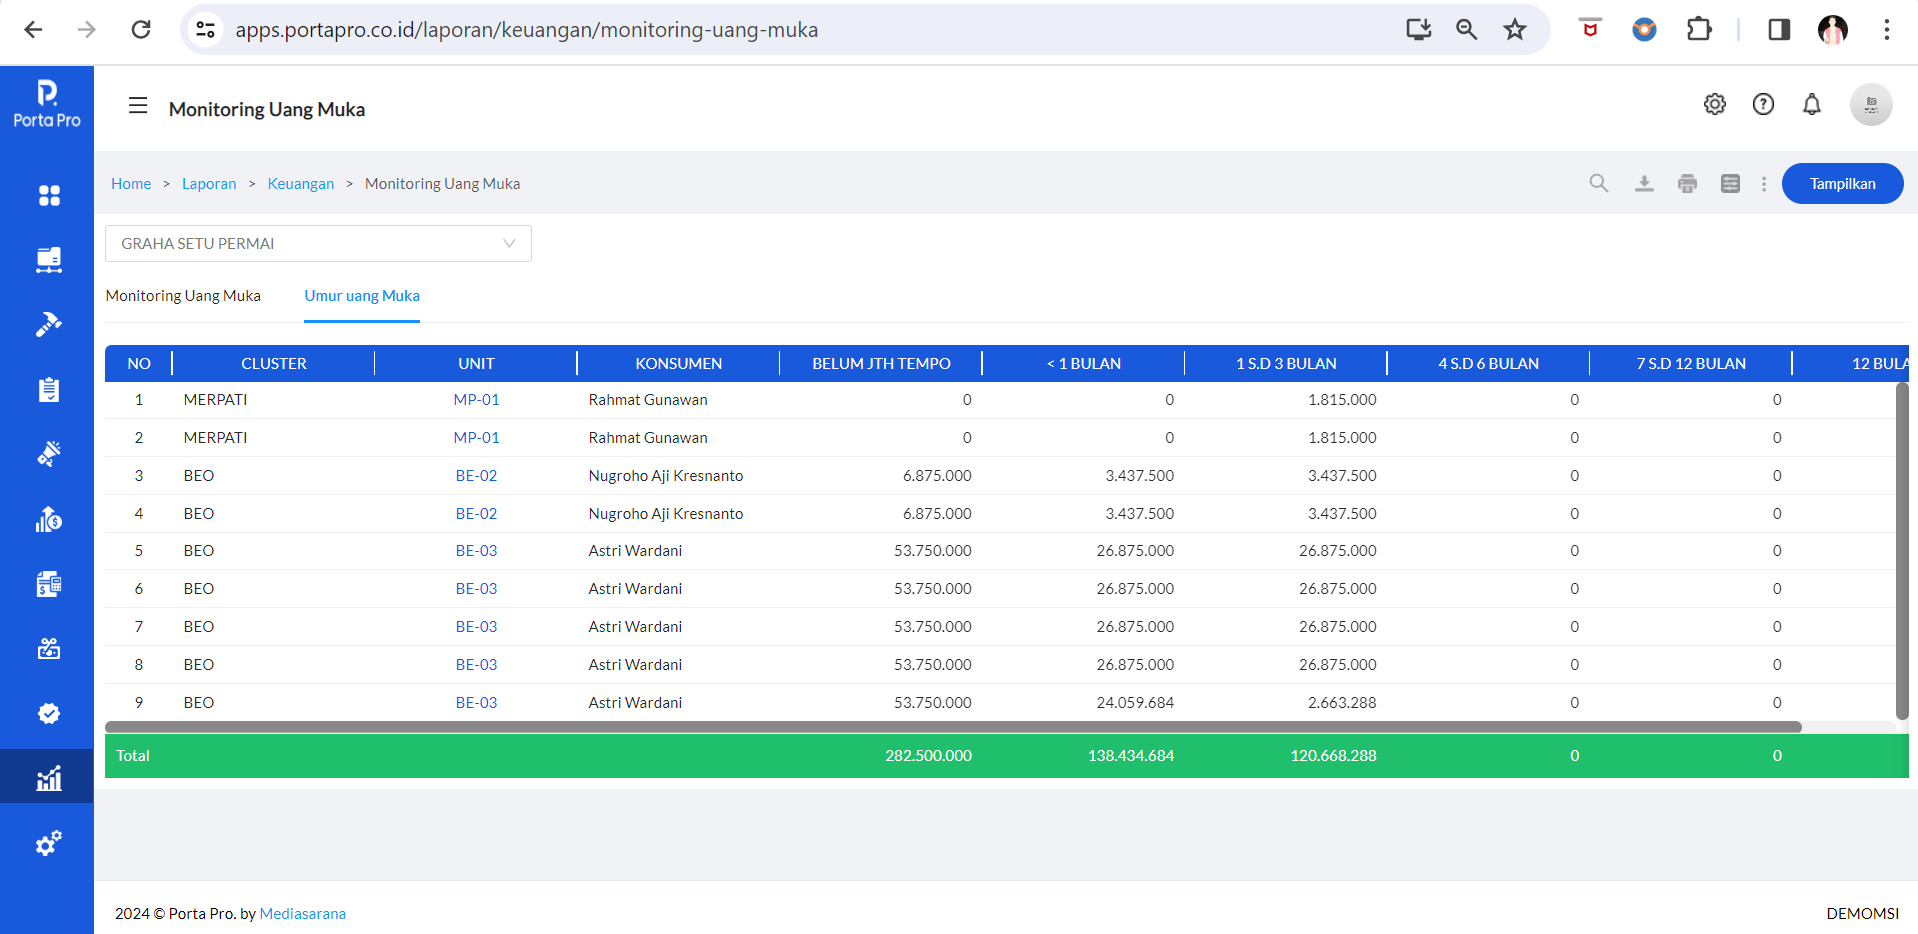 apps.portapro.co.id/laporan/keuangan/monitoring-uang-muka
Porta Pro
Monitoring Uang Muka
Home > Laporan > Keuangan > Monitoring Uang Muka
Tampilkan
GRAHA SETU PERMAI
Monitoring Uang Muka Umur uang Muka
NO CLUSTER UNIT KONSUMEN BELUM JTH TEMPO < 1 BULAN 1 S.D 3 BULAN 4 S.D 6 BULAN 7 S.D 12 BULAN 12 BULA
1 MERPATI MP-01 Rahmat Gunawan 0 0 1.815.000 0 0
2 MERPATI MP-01 Rahmat Gunawan 0 0 1.815.000 0 0
3 BEO BE-02 Nugroho Aji Kresnanto 6.875.000 3.437.500 3.437.500 0 0
4 BEO BE-02 Nugroho Aji Kresnanto 6.875.000 3.437.500 3.437.500 0 0
5 BEO BE-03 Astri Wardani 53.750.000 26.875.000 26.875.000 0 0
6 BEO BE-03 Astri Wardani 53.750.000 26.875.000 26.875.000 0 0
7 BEO BE-03 Astri Wardani 53.750.000 26.875.000 26.875.000 0 0
8 BEO BE-03 Astri Wardani 53.750.000 26.875.000 26.875.000 0 0
9 BEO BE-03 Astri Wardani 53.750.000 24.059.684 2.663.288 0 0
Total 282.500.000 138.434.684 120.668.288 0 0
2024 © Porta Pro. by Mediasarana
DEMOMSI